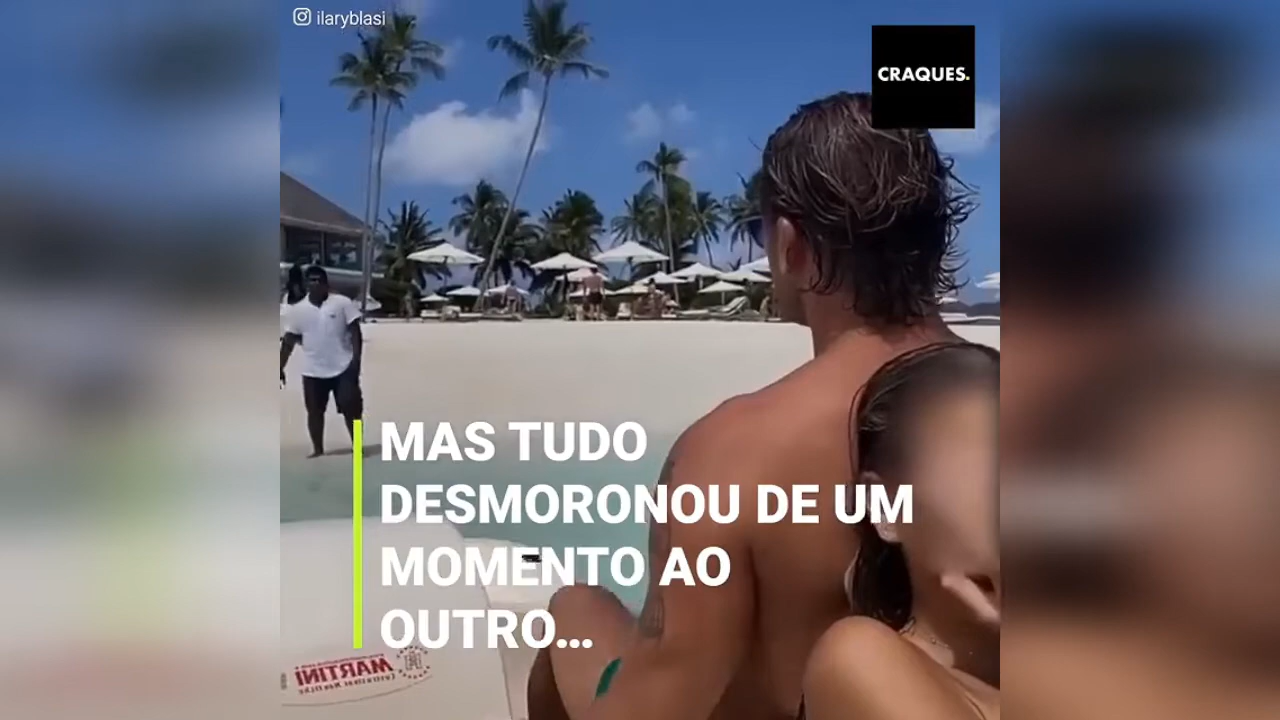 ilaryblasi
CRAQUES.
MAS TUDO
DESMORONOU DE UM
MOMENTO AO
OUTRO...
MARTINI